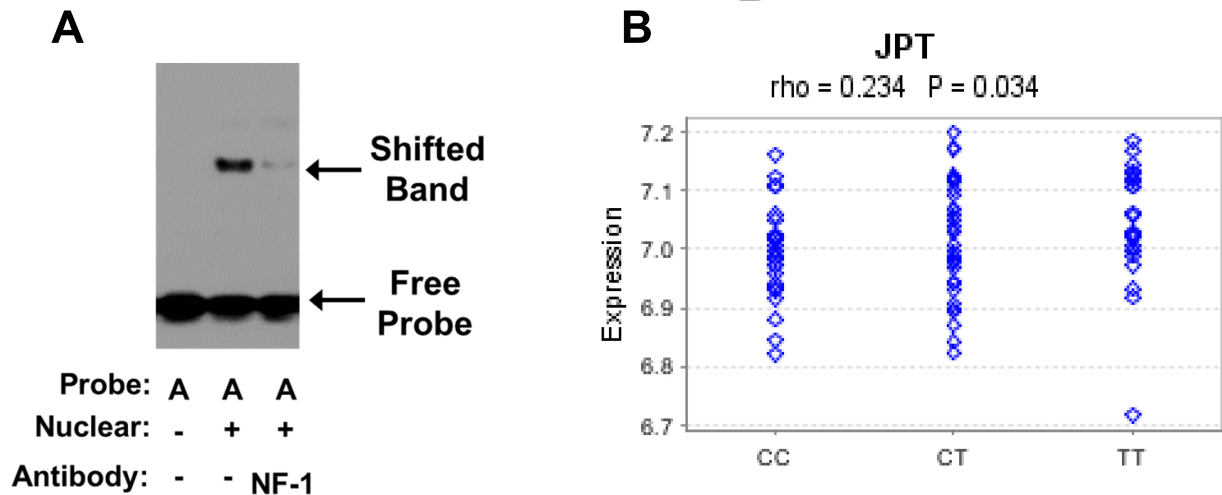 A
Shifted
Band
Free
Probe
Probe: A A A
Nuclear: - + +
Antibody: - - NF-1
B
JPT
rho = 0.234 P = 0.034
Expression
7.2
7.1
7.0
6.9
6.8
6.7
CC CT TT